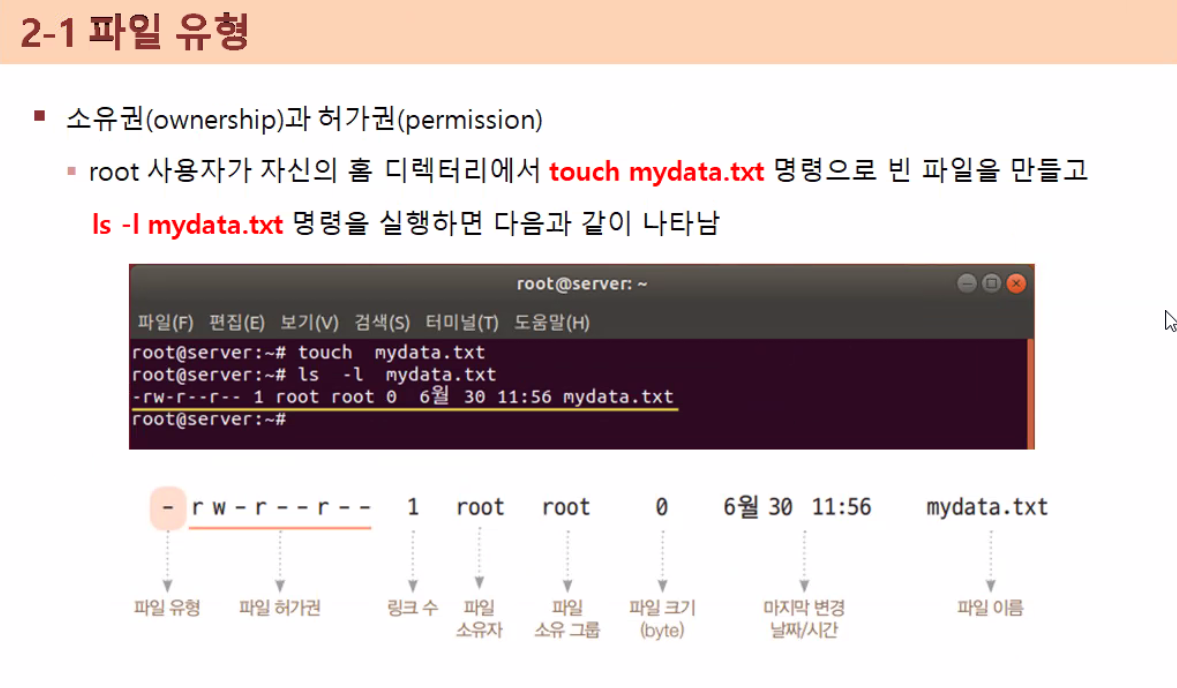 2-1 파일 유형
소유권(ownership)과 허가권(permission)
root 사용자가 자신의 홈 디렉터리에서 touch mydata.txt 명령으로 빈 파일을 만들고
ls -l mydata.txt 명령을 실행하면 다음과 같이 나타남
root@server: ~
파일(F) 편집(E) 보기(V) 검색(S) 터미널(T) 도움말(H)
root@server:~# touch  mydata.txt
root@server:~# ls  -l  mydata.txt
-rw-r--r-- 1 root root 0  6월 30 11:56 mydata.txt
root@server:~#
- rw-r--r-- 1 root root 0 6월 30 11:56 mydata.txt
파일 유형 파일 허가권 링크 수 파일 파일 파일 크기 마지막 변경 파일 이름
소유자 소유 그룹 (byte) 날짜/시간